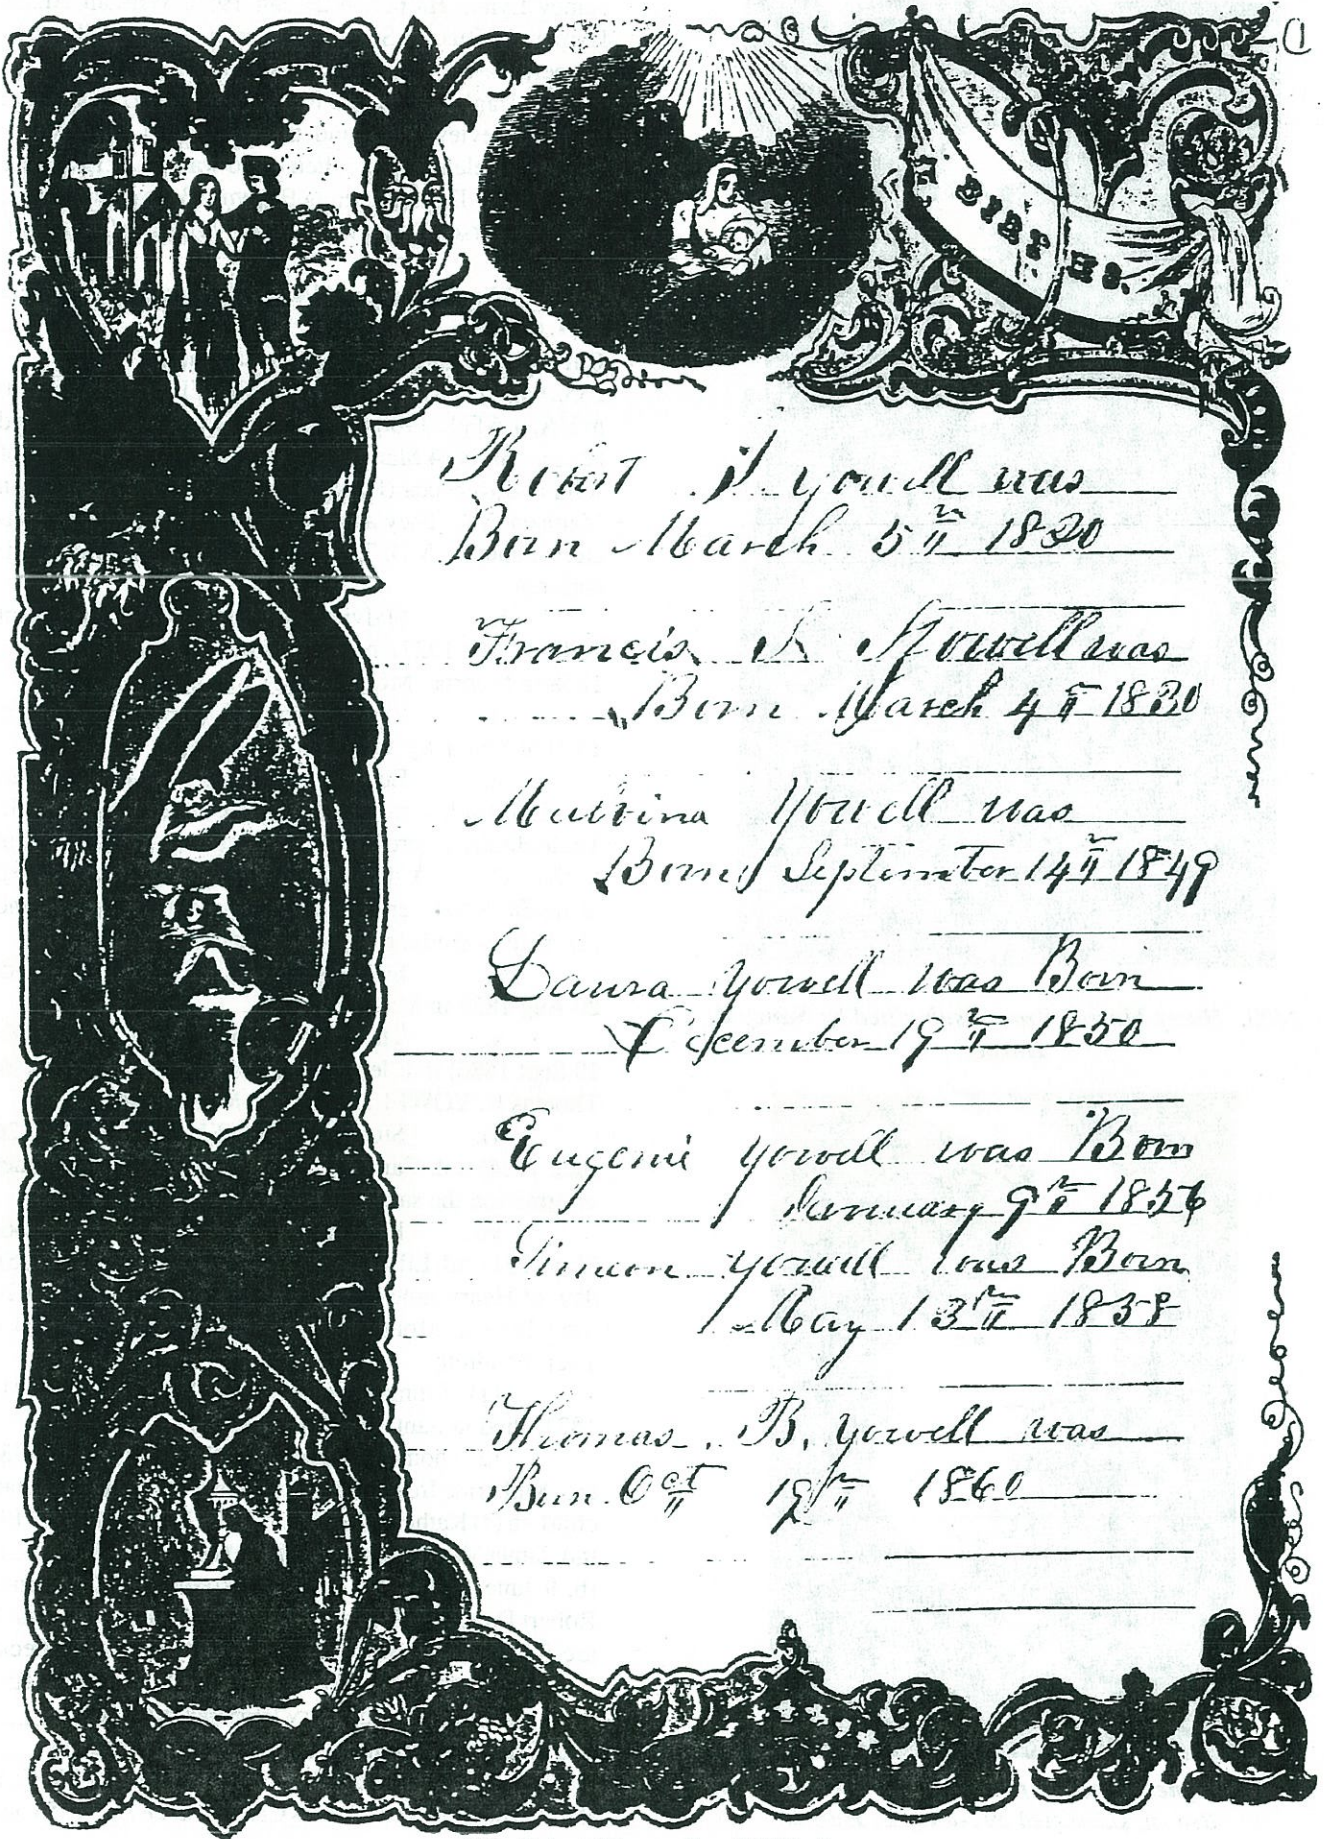 BIRTHS.
Robert Yowell was
Born March 5th 1820
Francis S Yowell was
Born March 4th 1830
Malvina Yowell was
Born September 14th 1849
Laura Yowell was Born
December 19th 1850
Eugenie Yowell was Born
January 9th 1856
Simeon Yowell was Born
May 13th 1858
Thomas. B. Yowell was
Born Oct 12th 1860